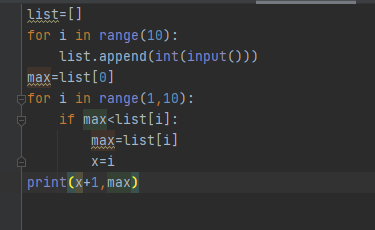 list=[]
for i in range(10):
    list.append(int(input()))
max=list[0]
for i in range(1,10):
    if max<list[i]:
        max=list[i]
        x=i
print(x+1,max)